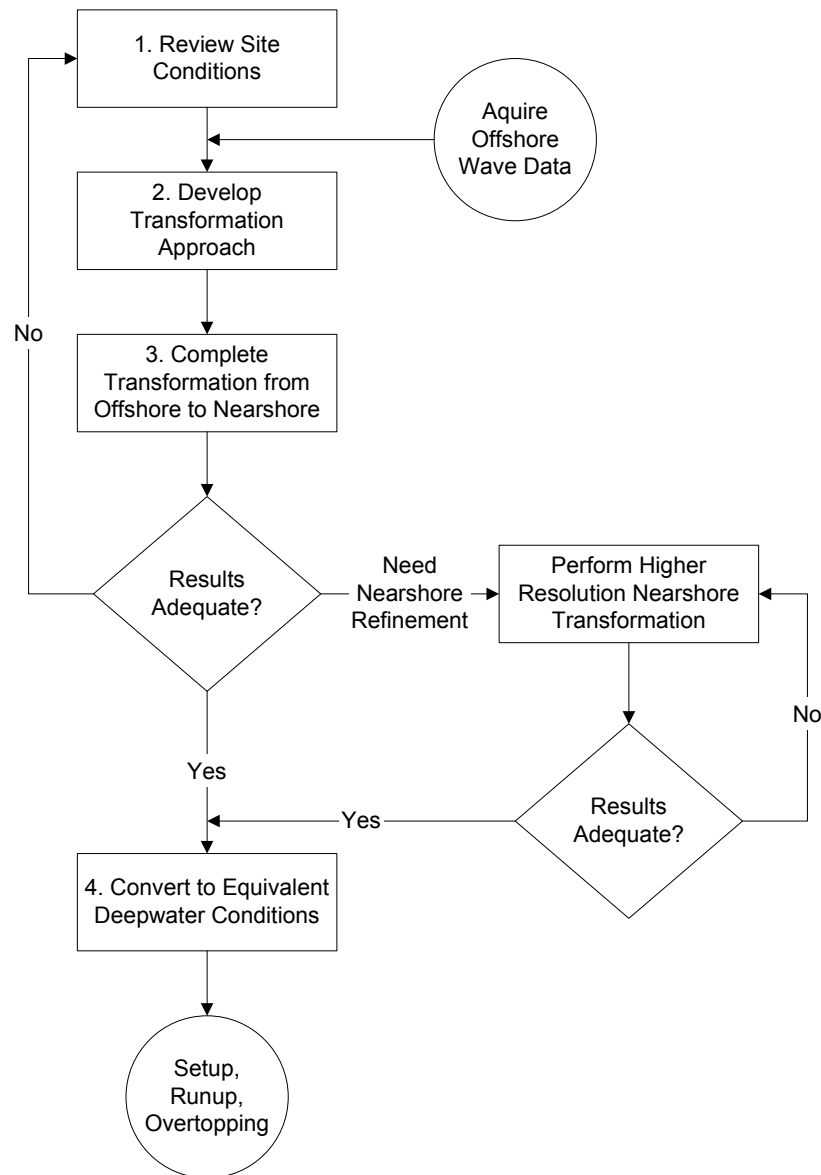 1. Review Site
Conditions
Aquire
Offshore
Wave Data
2. Develop
Transformation
Approach
No
3. Complete
Transformation from
Offshore to Nearshore
Results
Adequate?
Need
Nearshore
Refinement
Perform Higher
Resolution Nearshore
Transformation
No
Yes
Results
Adequate?
Yes
4. Convert to Equivalent
Deepwater Conditions
Setup,
Runup,
Overtopping